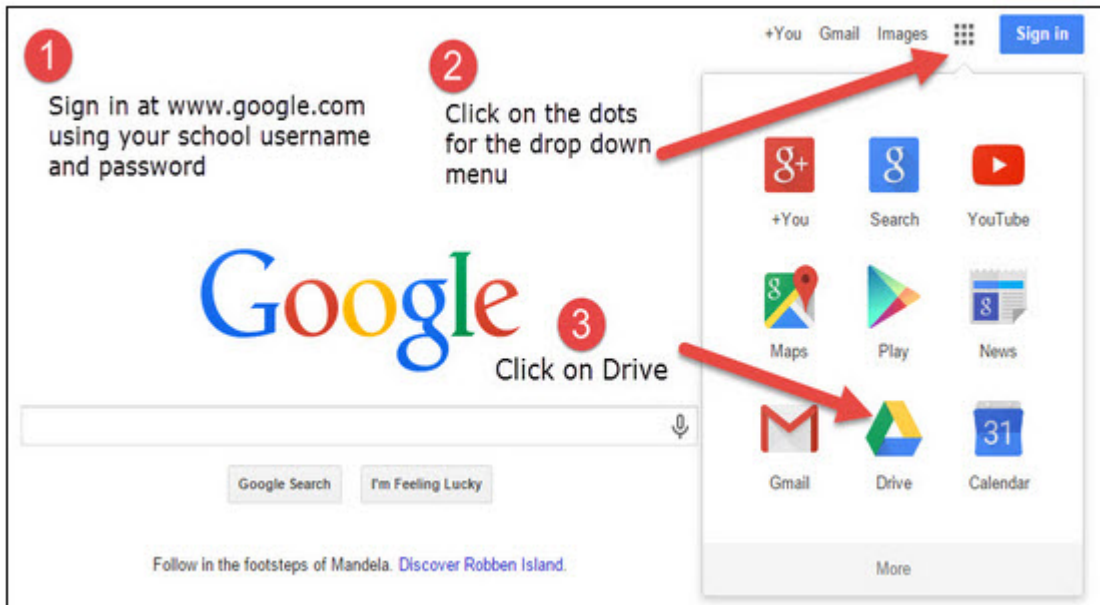 +You Gmail Images Sign in
1
Sign in at www.google.com
using your school username
and password
2
Click on the dots
for the drop down
menu
g+ g
+You Search YouTube
g g
Maps Play News
31
Gmail Drive Calendar
More
Google
3
Click on Drive
Google Search I'm Feeling Lucky
Follow in the footsteps of Mandela. Discover Robben Island.